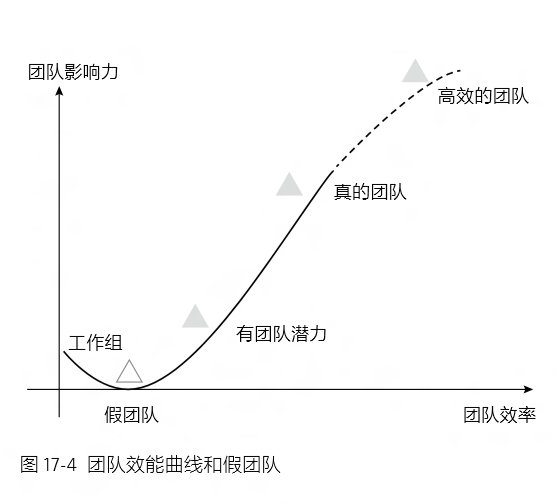 团队影响力
高效的团队
真的团队
有团队潜力
工作组
假团队
团队效率
图 17-4 团队效能曲线和假团队